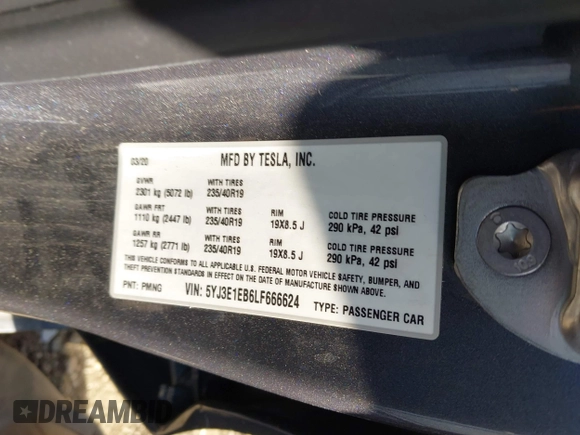 03/20 MFD BY TESLA, INC.
GVWR WITH TIRES
2301 kg (5072 lb) 235/40R19
GAWR FRT WITH TIRES RIM COLD TIRE PRESSURE
1110 kg (2447 lb) 235/40R19 19X8.5 J 290 kPa, 42 psi
GAWR RR WITH TIRES RIM COLD TIRE PRESSURE
1257 kg (2771 lb) 235/40R19 19X8.5 J 290 kPa, 42 psi
THIS VEHICLE CONFORMS TO ALL APPLICABLE U.S. FEDERAL MOTOR VEHICLE SAFETY, BUMPER, AND
THEFT PREVENTION STANDARDS IN EFFECT ON THE DATE OF MANUFACTURE SHOWN ABOVE.
PNT: PMNG VIN: 5YJ3E1EB6LF666624 TYPE: PASSENGER CAR
DREAMBID